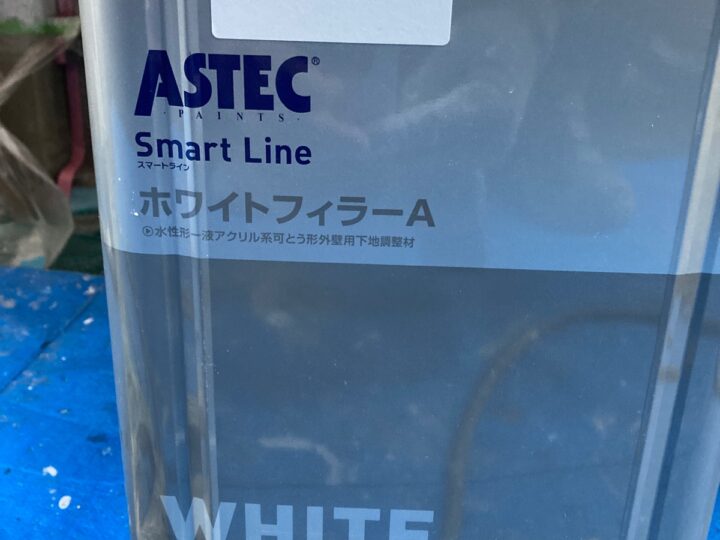 ASTEC®
· PAINTS ·
Smart Line
スマートライン
ホワイトフィラーA
水性形一液アクリル系可とう形外壁用下地調整材
WHITE